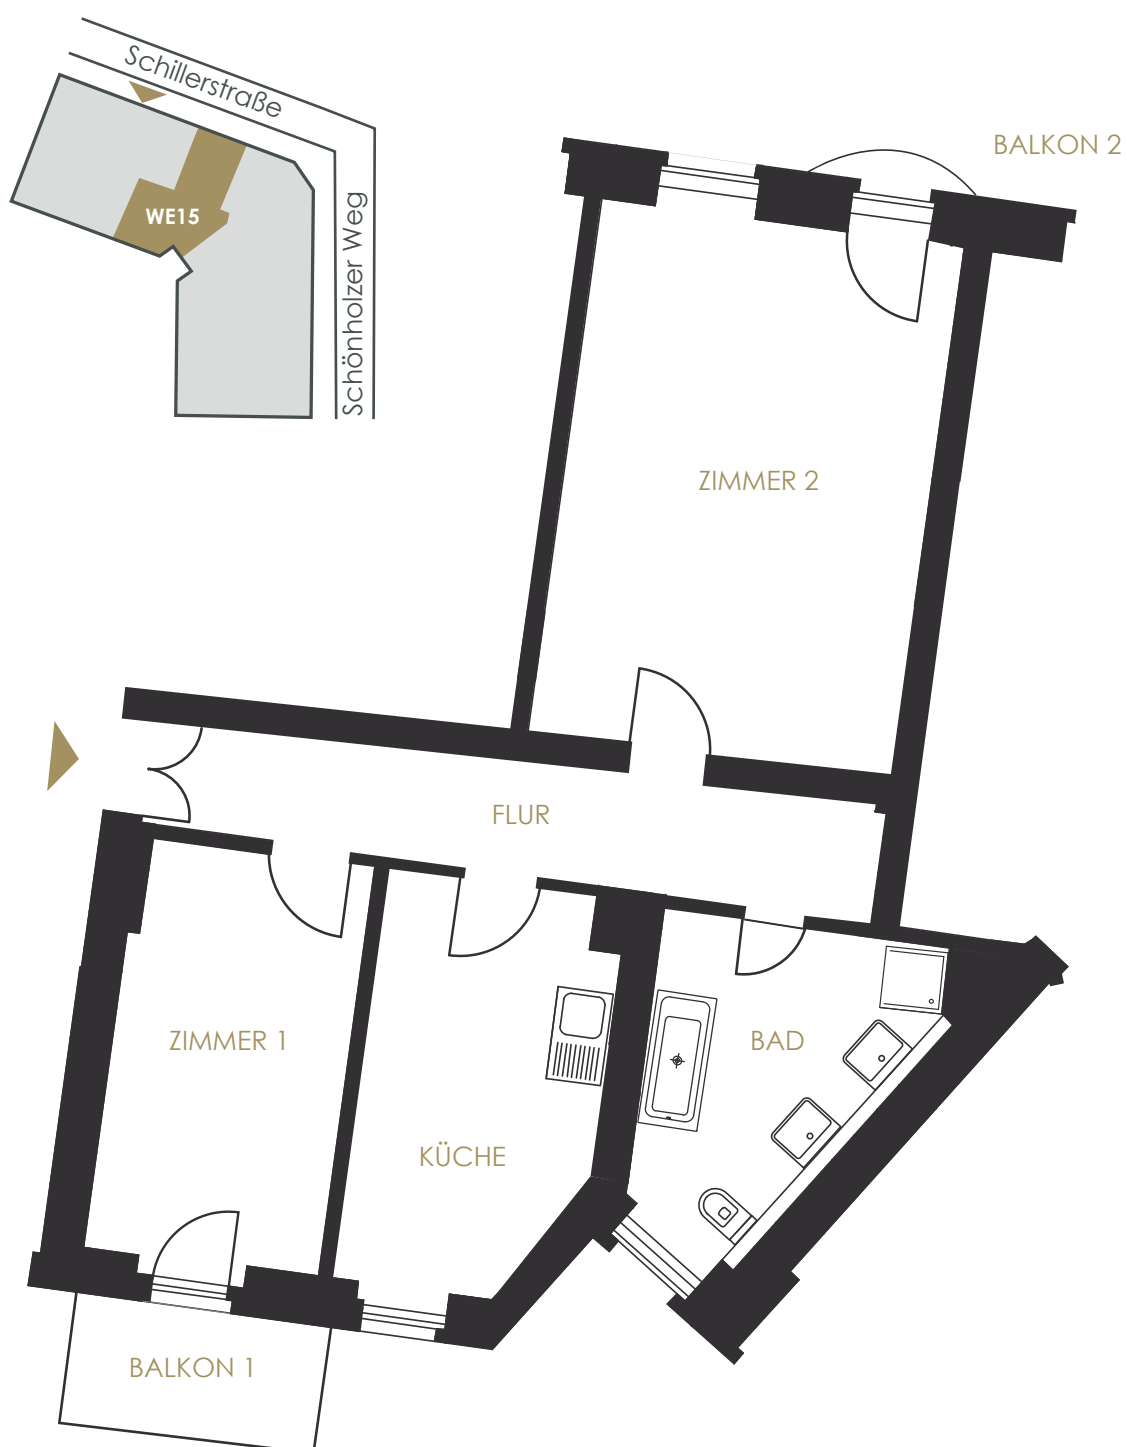 Schillerstraße
Schönholzer Weg
WE15
BALKON 2
ZIMMER 2
FLUR
ZIMMER 1
BAD
KÜCHE
BALKON 1